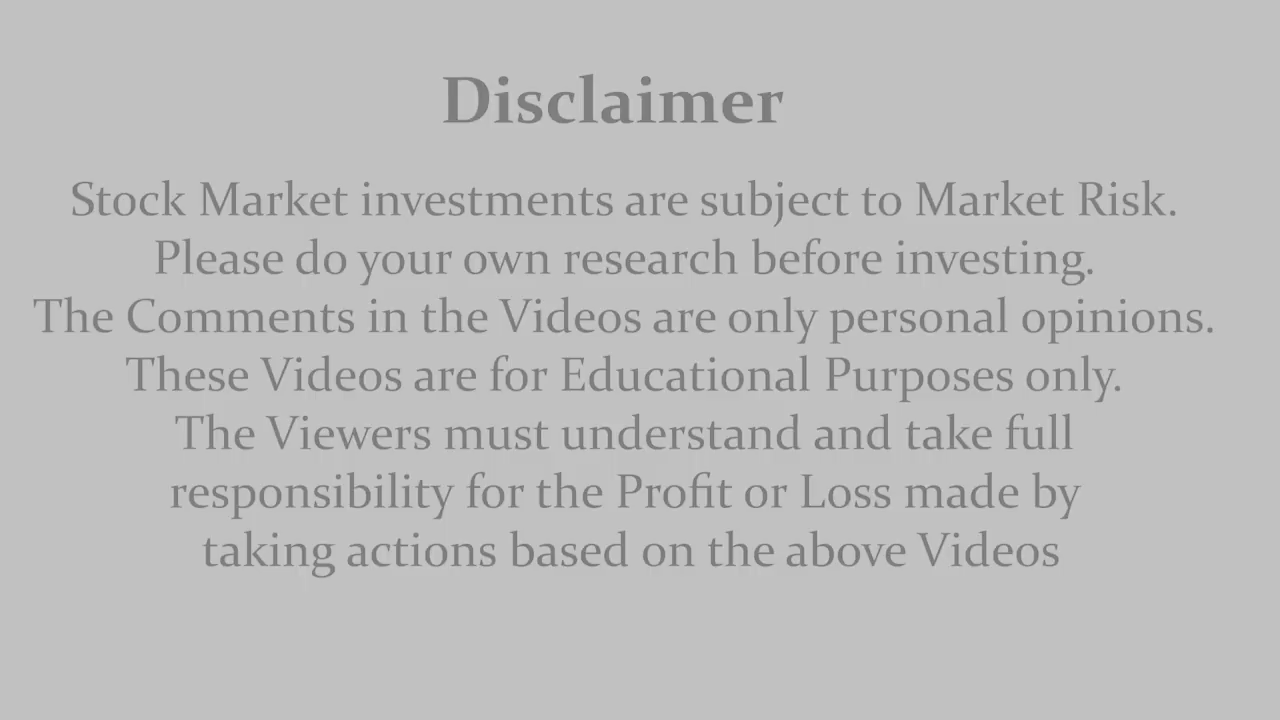 Disclaimer
Stock Market investments are subject to Market Risk.
Please do your own research before investing.
The Comments in the Videos are only personal opinions.
These Videos are for Educational Purposes only.
The Viewers must understand and take full
responsibility for the Profit or Loss made by
taking actions based on the above Videos